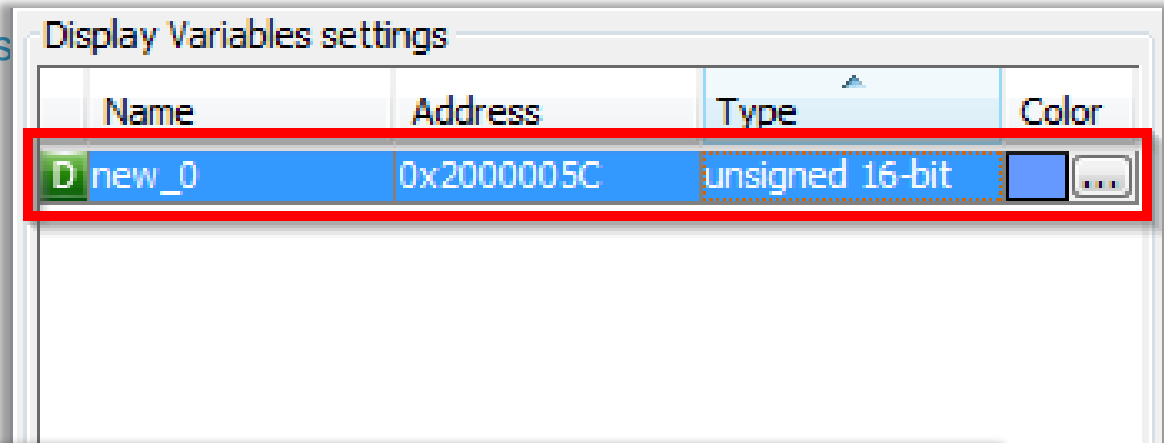 s
Display Variables settings
Name Address Type Color
D new_0 0x2000005C unsigned 16-bit ...